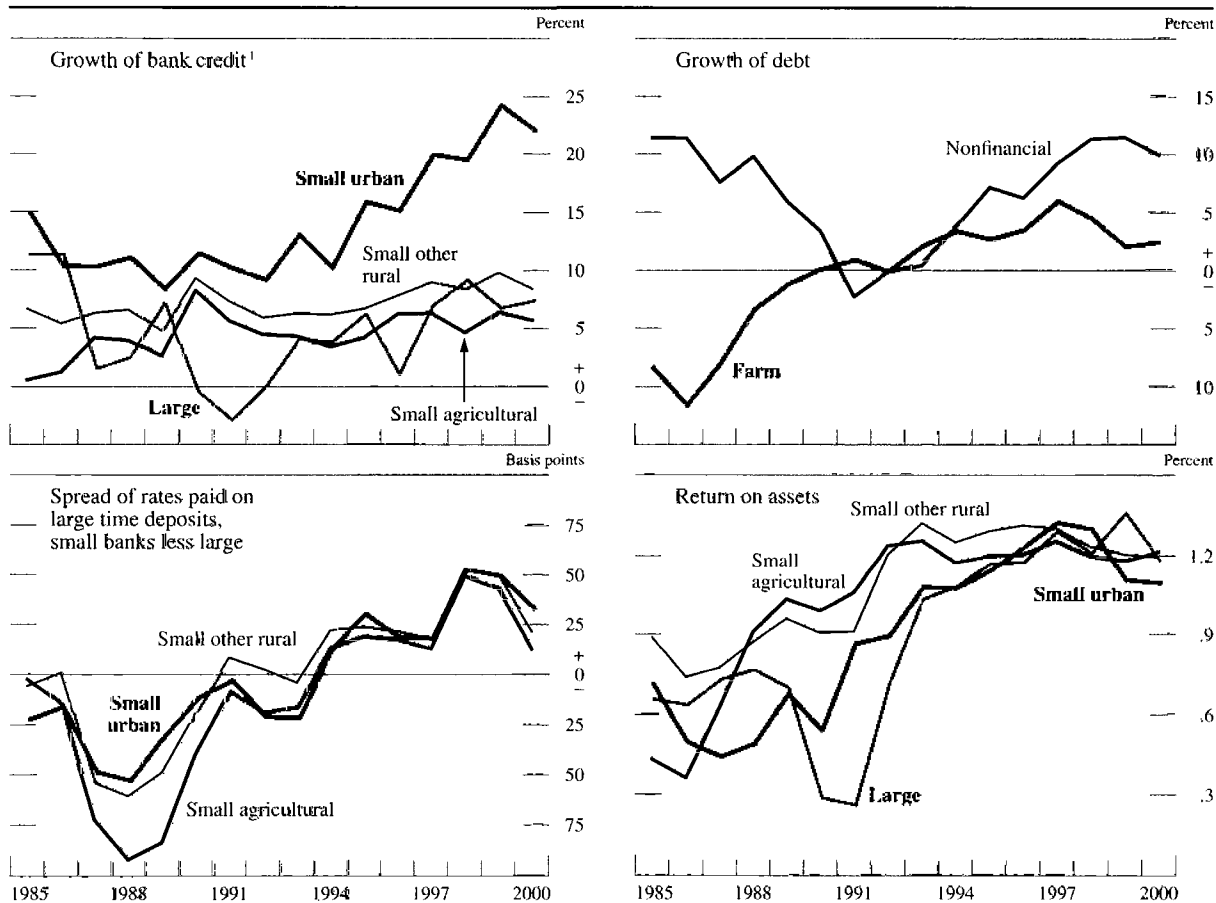 Percent
Growth of bank credit 1
25
20
Small urban
15
Small other
rural
10
5
+
0
−
Large
Small agricultural
Percent
Growth of debt
15
Nonfinancial
10
5
+
0
−
5
Farm
10
Basis points
Spread of rates paid on
large time deposits,
small banks less large
75
50
25
Small other rural
+
0
−
Small
urban
25
50
Small agricultural
75
1985 1988 1991 1994 1997 2000
Percent
Return on assets
Small other rural
1.2
Small
agricultural
Small urban
.9
.6
Large
.3
1985 1988 1991 1994 1997 2000